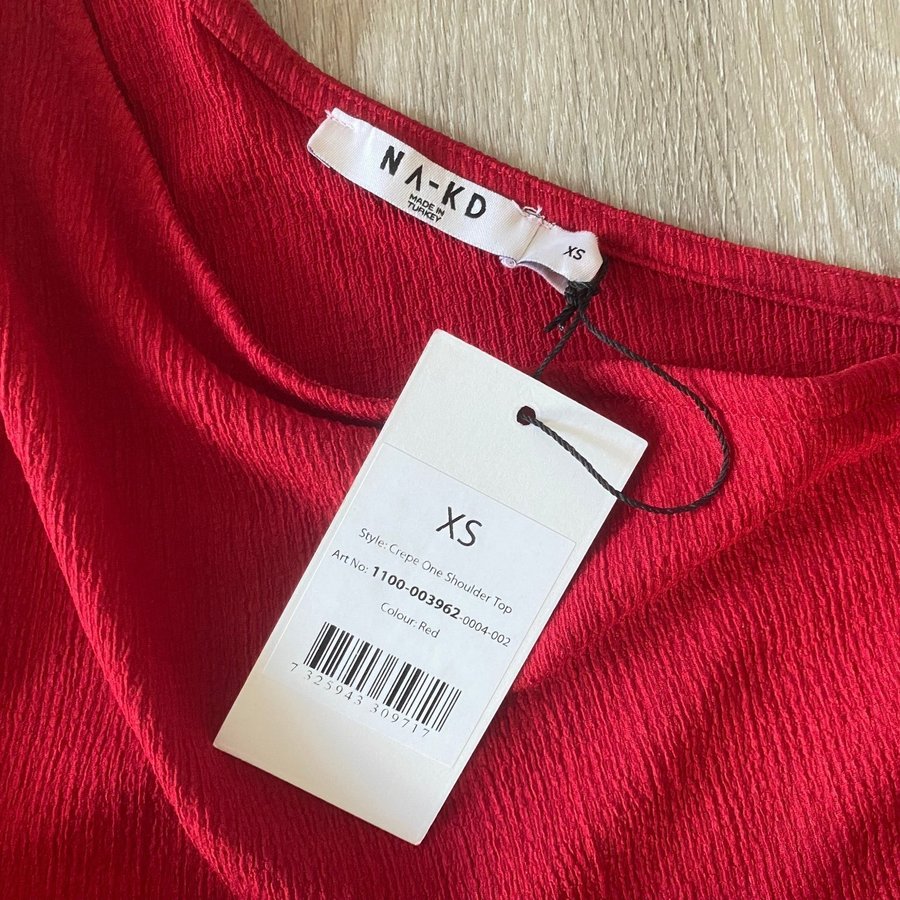 NA-KD
MADE IN
TURKEY
XS
XS
Style: Crepe One Shoulder Top
Art No: 1100-003962-0004-002
Colour: Red
7 325943 309717